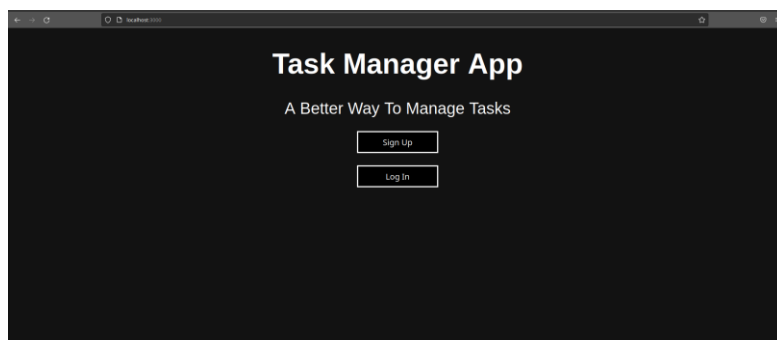 localhost:3000
Task Manager App
A Better Way To Manage Tasks
Sign Up
Log In